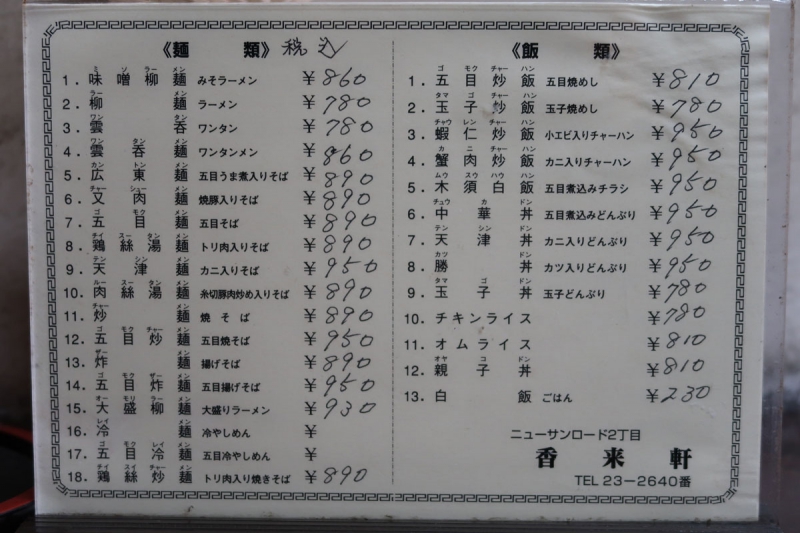 《麺 類》 税込
1. 味噌柳麺 みそラーメン ¥860
2. 柳麺 ラーメン ¥780
3. 雲呑 ワンタン ¥780
4. 雲呑麺 ワンタンメン ¥860
5. 広東麺 五目うま煮入りそば ¥890
6. 叉肉麺 焼豚入りそば ¥890
7. 五目麺 五目そば ¥890
8. 鶏絲湯麺 トリ肉入りそば ¥890
9. 天津麺 カニ入りそば ¥950
10. 肉絲湯麺 糸切豚肉炒め入りそば ¥890
11. 炒麺 焼そば ¥890
12. 五目炒麺 五目焼そば ¥950
13. 炸麺 揚げそば ¥890
14. 五目炸麺 五目揚げそば ¥950
15. 大盛柳麺 大盛りラーメン ¥930
16. 冷麺 冷やしめん ¥
17. 五目冷麺 五目冷やしめん ¥
18. 鶏絲炒麺 トリ肉入り焼きそば ¥890
《飯 類》
1. 五目炒飯 五目焼めし ¥810
2. 玉子炒飯 玉子焼めし ¥780
3. 蝦仁炒飯 小エビ入りチャーハン ¥950
4. 蟹肉炒飯 カニ入りチャーハン ¥950
5. 木須白飯 五目煮込みチラシ ¥950
6. 中華丼 五目煮込みどんぶり ¥950
7. 天津丼 カニ入りどんぶり ¥950
8. 勝丼 カツ入りどんぶり ¥950
9. 玉子丼 玉子どんぶり ¥780
10. チキンライス ¥780
11. オムライス ¥810
12. 親子丼 ¥810
13. 白飯 ごはん ¥230
ニューサンロード2丁目
香来軒
TEL 23-2640番